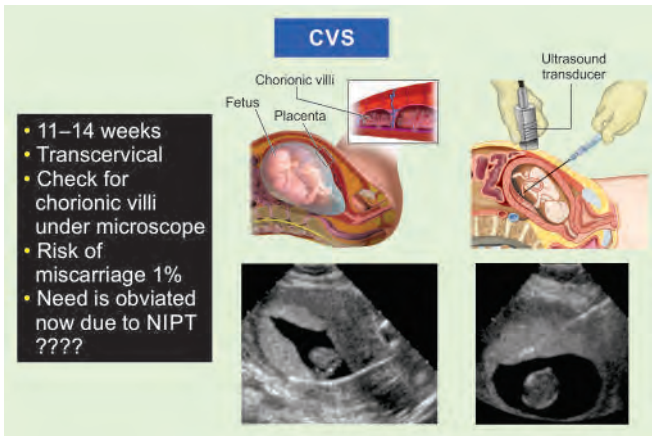 CVS
• 11–14 weeks
• Transcervical
• Check for
chorionic villi
under microscope
• Risk of
miscarriage 1%
• Need is obviated
now due to NIPT
????
Chorionic villi
Fetus
Placenta
Ultrasound
transducer